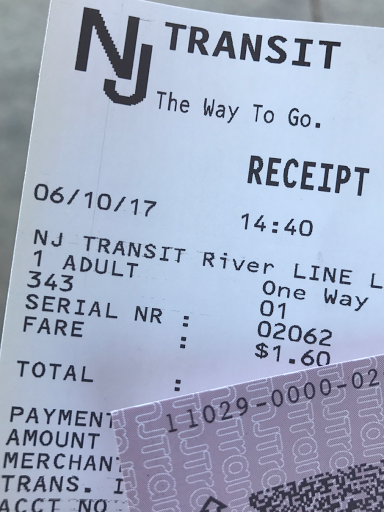 NJ TRANSIT
The Way To Go.
RECEIPT
06/10/17 14:40
NJ TRANSIT River LINE L
1 ADULT One Way
343 01
SERIAL NR : 02062
FARE : $1.60
TOTAL :
PAYMENT
AMOUNT
MERCHAN
TRANS. I
ACCT NO
11029-0000-02